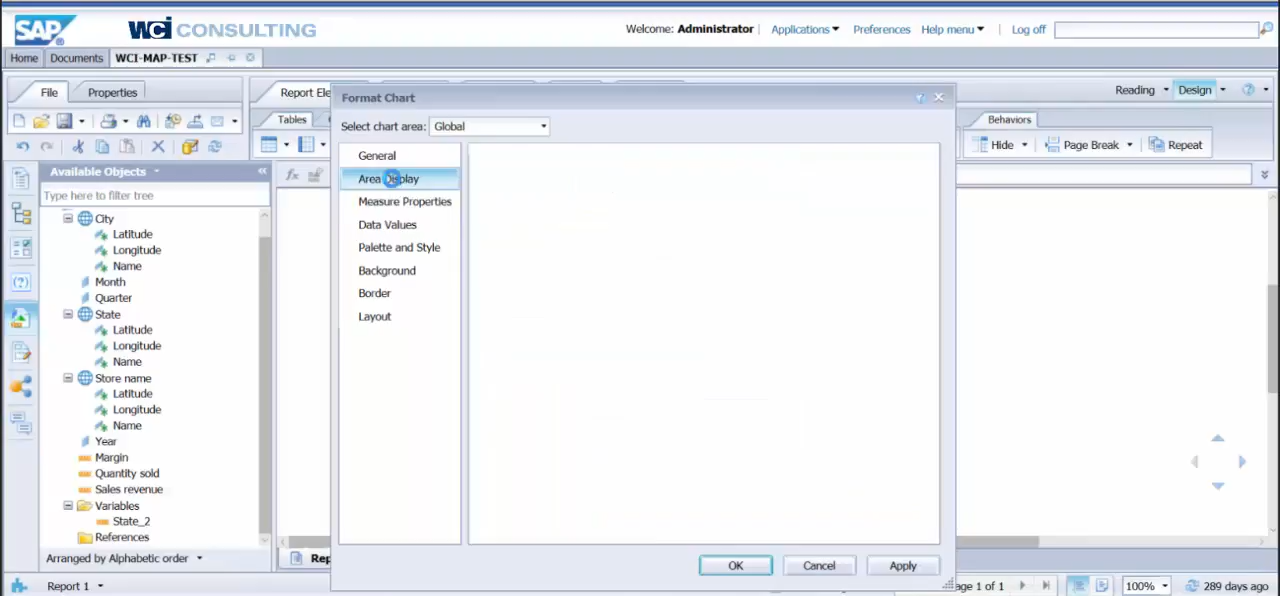 SAP WCI CONSULTING Welcome: Administrator Applications Preferences Help menu Log off
Home Documents WCI-MAP-TEST
File Properties Report Ele Reading Design
Format Chart
Tables Behaviors
Select chart area: Global
Hide Page Break Repeat
Available Objects
Type here to filter tree
City
Latitude
Longitude
Name
Month
Quarter
State
Latitude
Longitude
Name
Store name
Latitude
Longitude
Name
Year
Margin
Quantity sold
Sales revenue
Variables
State_2
References
Arranged by Alphabetic order
General
Area Display
Measure Properties
Data Values
Palette and Style
Background
Border
Layout
OK Cancel Apply
Rep
Report 1 age 1 of 1 100% 289 days ago